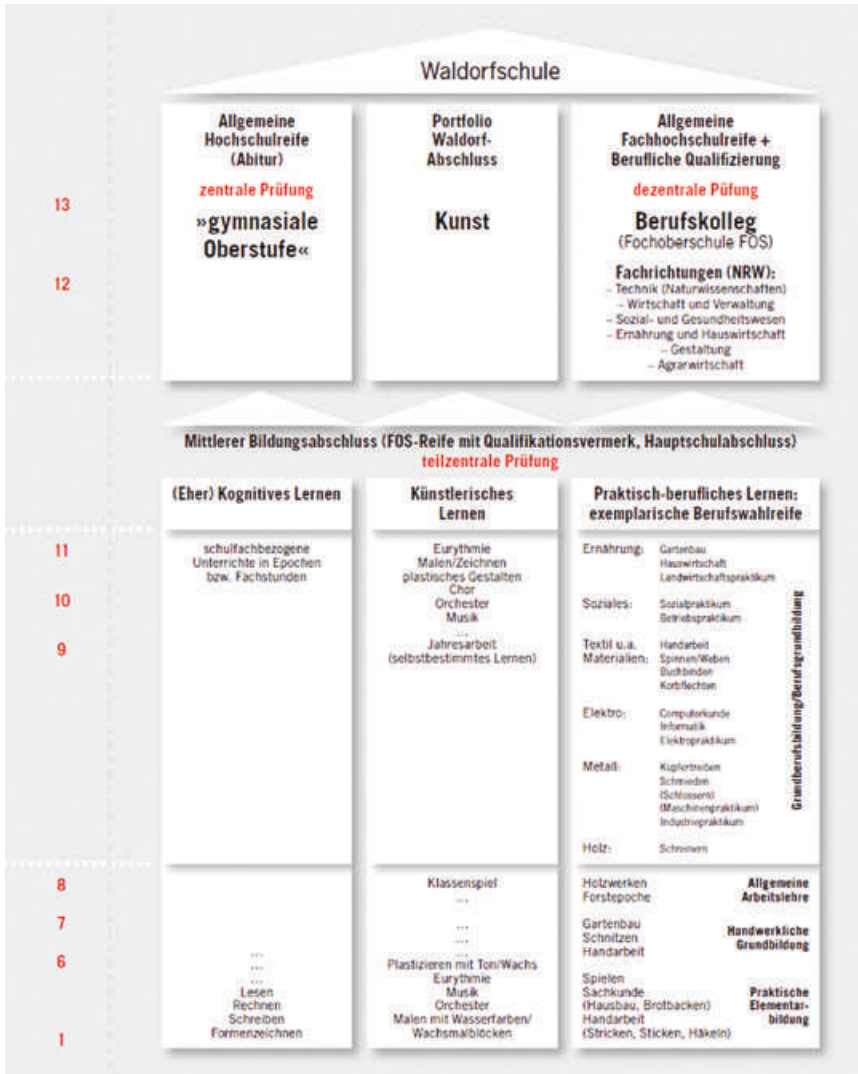 Waldorfschule
Allgemeine
Hochschulreife
(Abitur)
zentrale Prüfung
»gymnasiale
Oberstufe«
Portfolio
Waldorf-
Abschluss
Kunst
Allgemeine
Fachhochschulreife +
Berufliche Qualifizierung
dezentrale Püfung
Berufskolleg
(Fochoberschule FOS)
Fachrichtungen (NRW):
– Technik (Naturwissenschaften)
– Wirtschaft und Verwaltung
– Sozial- und Gesundheitswesen
– Ernährung und Hauswirtschaft
– Gestaltung
– Agrarwirtschaft
13
12
Mittlerer Bildungsabschluss (FOS-Reife mit Qualifikationsvermerk, Hauptschulabschluss)
teilzentrale Prüfung
(Eher) Kognitives Lernen
Künstlerisches
Lernen
Praktisch-berufliches Lernen:
exemplarische Berufswahlreife
11
10
9
schulfachbezogene
Unterrichte in Epochen
bzw. Fachstunden
Eurythmie
Malen/Zeichnen
plastisches Gestalten
Chor
Orchester
Musik
...
Jahresarbeit
(selbstbestimmtes Lernen)
Ernährung: Gartenbau
Hauswirtschaft
Landwirtschaftspraktikum
Soziales: Sozialpraktikum
Betriebspraktikum
Textil u.a. Handarbeit
Materialien: Spinnen/Weben
Buchbinden
Korbflechten
Elektro: Computerkunde
Informatik
Elektropraktikum
Metall: Kupfertreiben
Schmieden
(Schlossern)
(Maschinenpraktikum)
Industriepraktikum
Holz: Schreinern
Grundberufsbildung/Berufsgrundbildung
8
7
6
1
...
...
...
Lesen
Rechnen
Schreiben
Formenzeichnen
Klassenspiel
...
...
...
...
Plastizieren mit Ton/Wachs
Eurythmie
Musik
Orchester
Malen mit Wasserfarben/
Wachsmalblöcken
Holzwerken
Forstepoche
Allgemeine
Arbeitslehre
Gartenbau
Schnitzen
Handarbeit
Handwerkliche
Grundbildung
Spielen
Sachkunde
(Hausbau, Brotbacken)
Handarbeit
(Stricken, Sticken, Häkeln)
Praktische
Elementar-
bildung